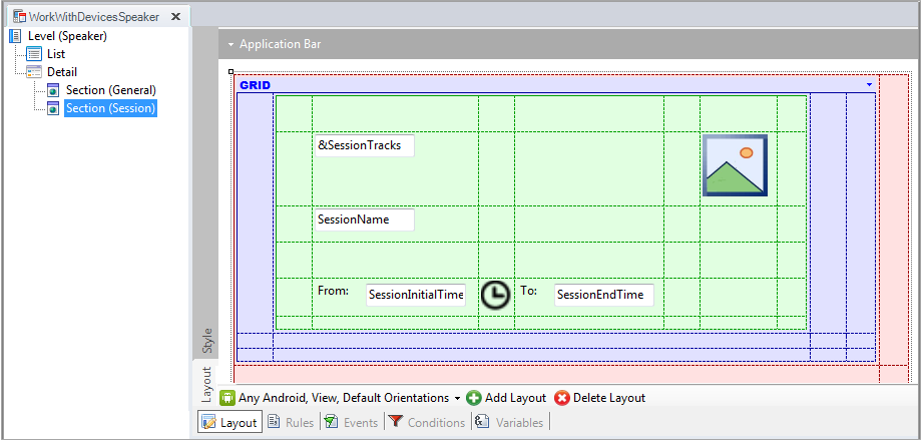 WorkWithDevicesSpeaker X
Level (Speaker)
List
Detail
Section (General)
Section (Session)
Application Bar
GRID
&SessionTracks
SessionName
From: SessionInitialTime To: SessionEndTime
Style
Layout
Any Android, View, Default Orientations Add Layout Delete Layout
Layout Rules Events Conditions Variables